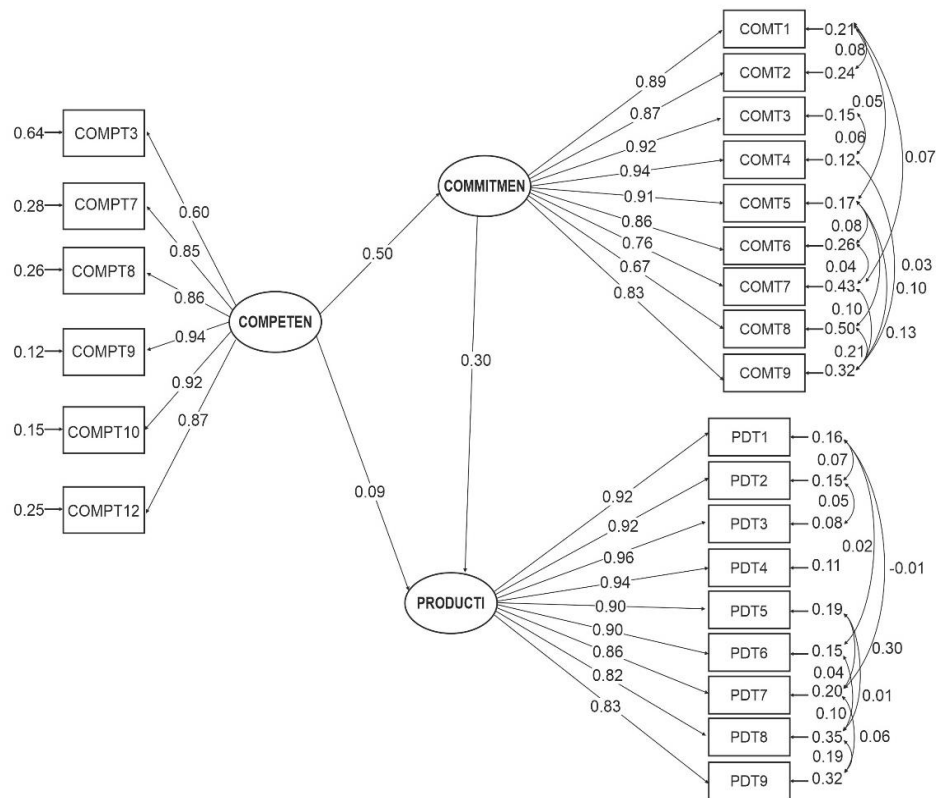 0.64 COMPT3
0.28 COMPT7
0.26 COMPT8
0.12 COMPT9
0.15 COMPT10
0.25 COMPT12
0.60
0.85
0.86
0.94
0.92
0.87
COMPETEN
0.50
0.09
COMMITMEN
0.30
PRODUCTI
0.89
0.87
0.92
0.94
0.91
0.86
0.76
0.67
0.83
COMT1 0.21
0.08
COMT2 0.24
0.05
COMT3 0.15
0.06
0.07
COMT4 0.12
COMT5 0.17
0.08
COMT6 0.26
0.03
0.04
COMT7 0.43
0.10
0.10
COMT8 0.50
0.13
0.21
COMT9 0.32
0.92
0.92
0.96
0.94
0.90
0.90
0.86
0.82
0.83
PDT1 0.16
0.07
PDT2 0.15
0.05
PDT3 0.08
0.02
PDT4 0.11
-0.01
PDT5 0.19
PDT6 0.15
0.30
0.04
PDT7 0.20
0.01
0.10
PDT8 0.35
0.06
0.19
PDT9 0.32